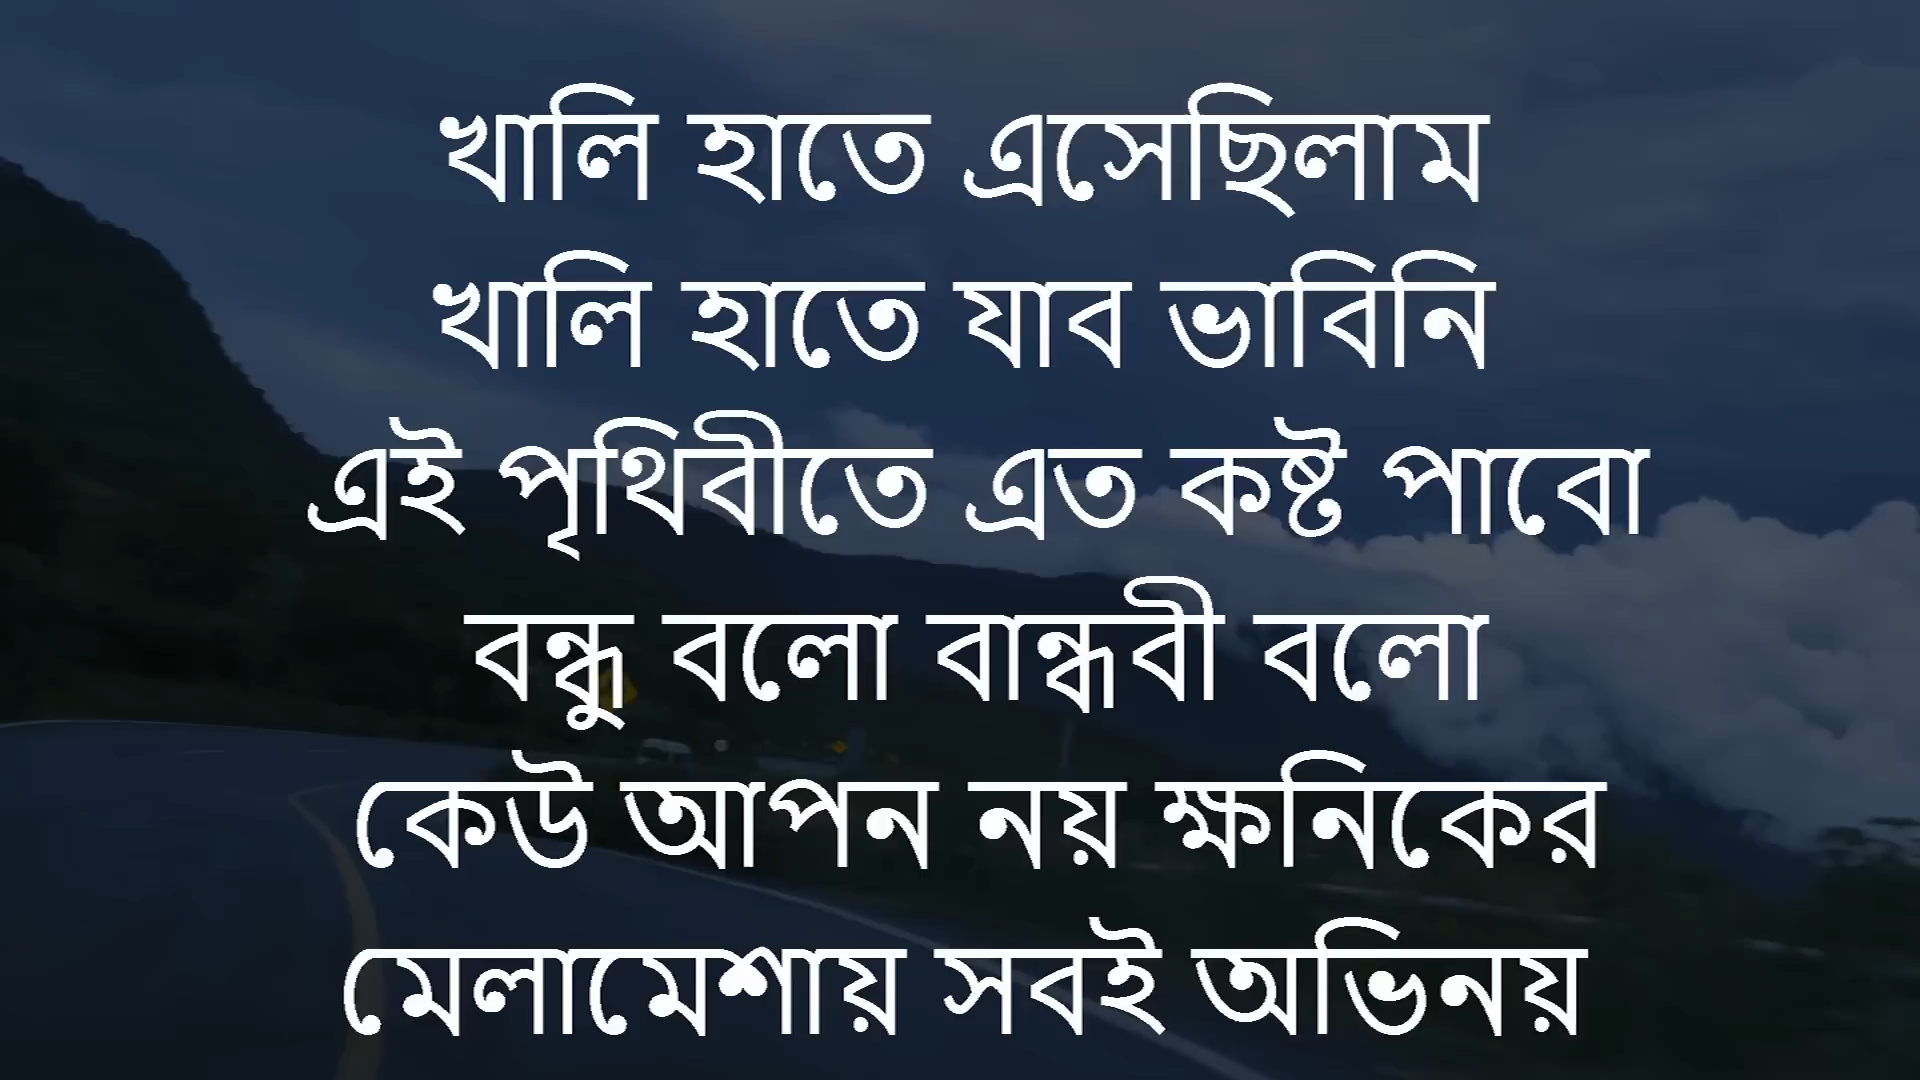 খালি হাতে এসেছিলাম
খালি হাতে যাব ভাবিনি
এই পৃথিবীতে এত কষ্ট পাবো
বন্ধু বলো বান্ধবী বলো
কেউ আপন নয় ক্ষনিকের
মেলামেশায় সবই অভিনয়